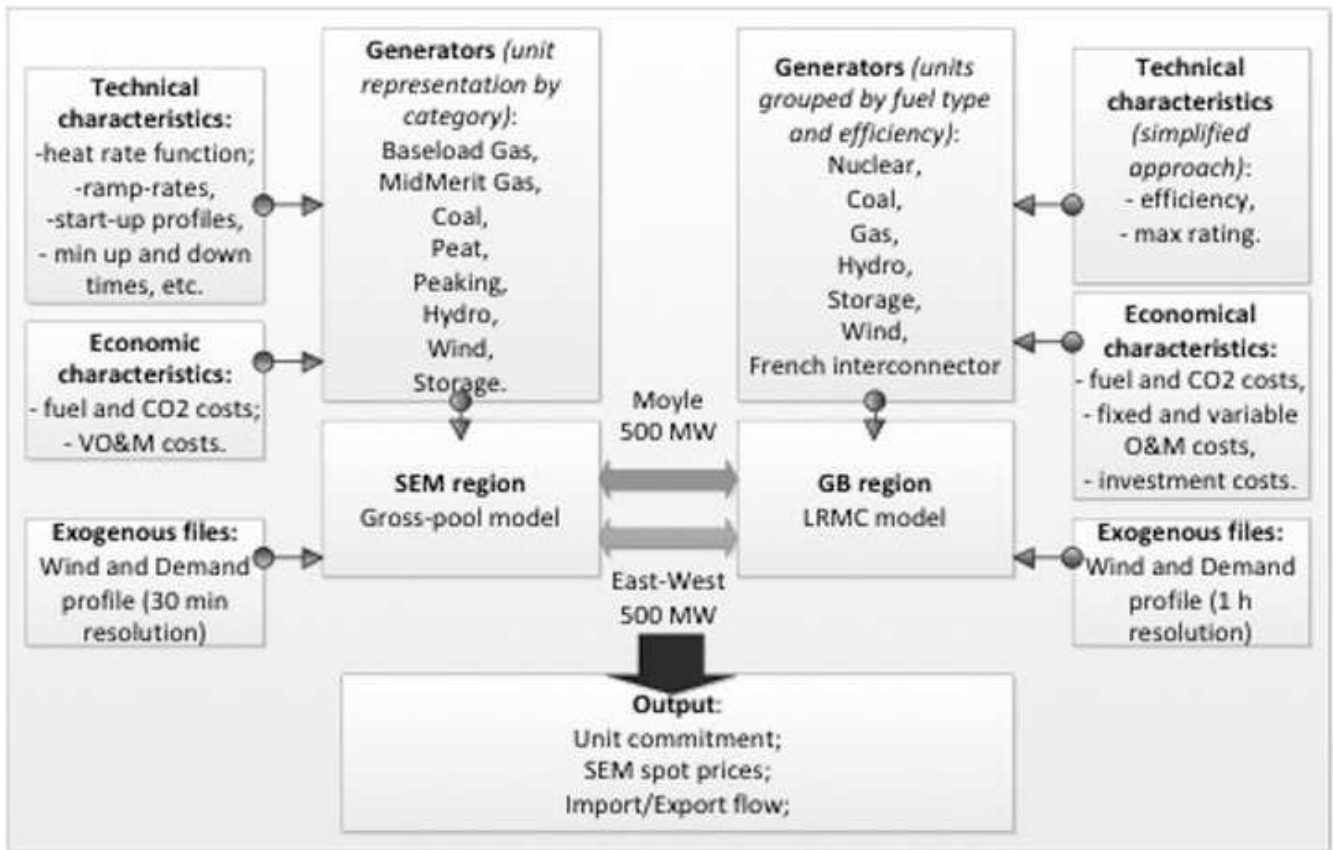 Technical
characteristics:
-heat rate function;
-ramp-rates,
-start-up profiles,
- min up and down
times, etc.
Economic
characteristics:
- fuel and CO2 costs;
- VO&M costs.
Exogenous files:
Wind and Demand
profile (30 min
resolution)
Generators (unit
representation by
category):
Baseload Gas,
MidMerit Gas,
Coal,
Peat,
Peaking,
Hydro,
Wind,
Storage.
SEM region
Gross-pool model
Moyle
500 MW
East-West
500 MW
Generators (units
grouped by fuel type
and efficiency):
Nuclear,
Coal,
Gas,
Hydro,
Storage,
Wind,
French interconnector
GB region
LRMC model
Technical
characteristics
(simplified
approach):
- efficiency,
- max rating.
Economical
characteristics:
- fuel and CO2 costs,
- fixed and variable
O&M costs,
- investment costs.
Exogenous files:
Wind and Demand
profile (1 h
resolution)
Output:
Unit commitment;
SEM spot prices;
Import/Export flow;